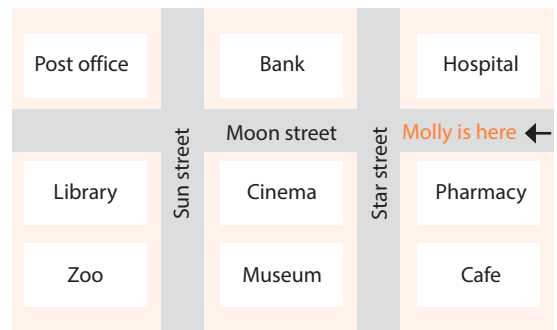 Post office
Bank
Hospital
Sun street
Moon street
Star street
Molly is here
Library
Cinema
Pharmacy
Zoo
Museum
Cafe